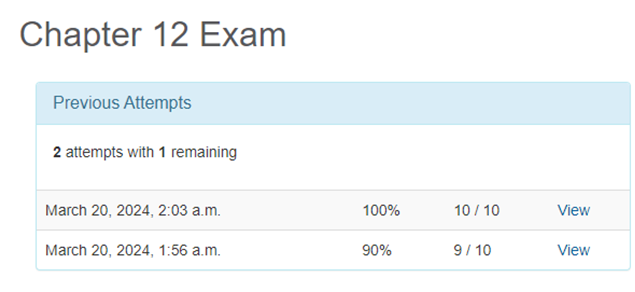 Chapter 12 Exam
Previous Attempts
2 attempts with 1 remaining
March 20, 2024, 2:03 a.m. 100% 10 / 10 View
March 20, 2024, 1:56 a.m. 90% 9 / 10 View